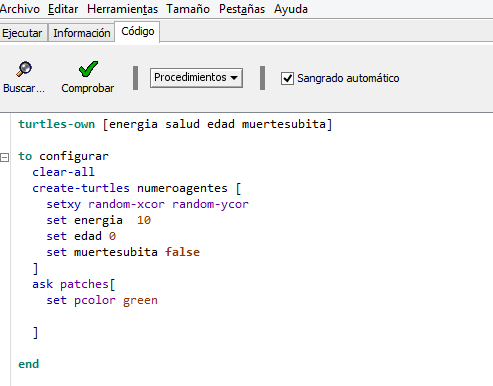 Archivo Editar Herramientas Tamaño Pestañas Ayuda
Ejecutar Información Código
Buscar... Comprobar Procedimientos Sangrado automático
turtles-own [energia salud edad muertesubita]
to configurar
clear-all
create-turtles numeroagentes [
setxy random-xcor random-ycor
set energia 10
set edad 0
set muertesubita false
]
ask patches[
set pcolor green
]
end